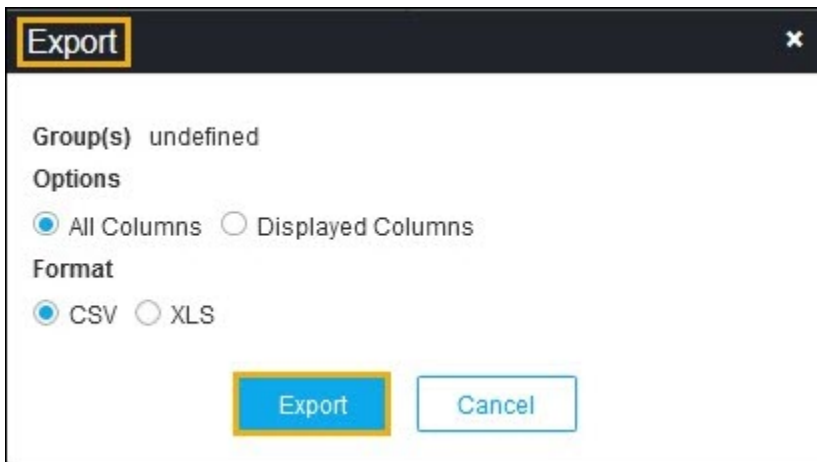 Export
Group(s) undefined
Options
All Columns Displayed Columns
Format
CSV XLS
Export Cancel